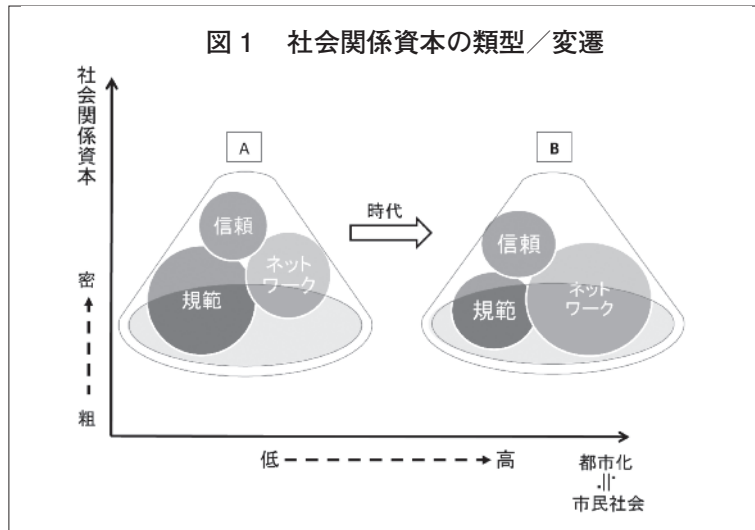 図1 社会関係資本の類型／変遷
社会関係資本
A
B
信頼
時代
信頼
ネット
ワーク
規範
ネット
ワーク
規範
密
粗
低
高
都市化
≒
市民社会